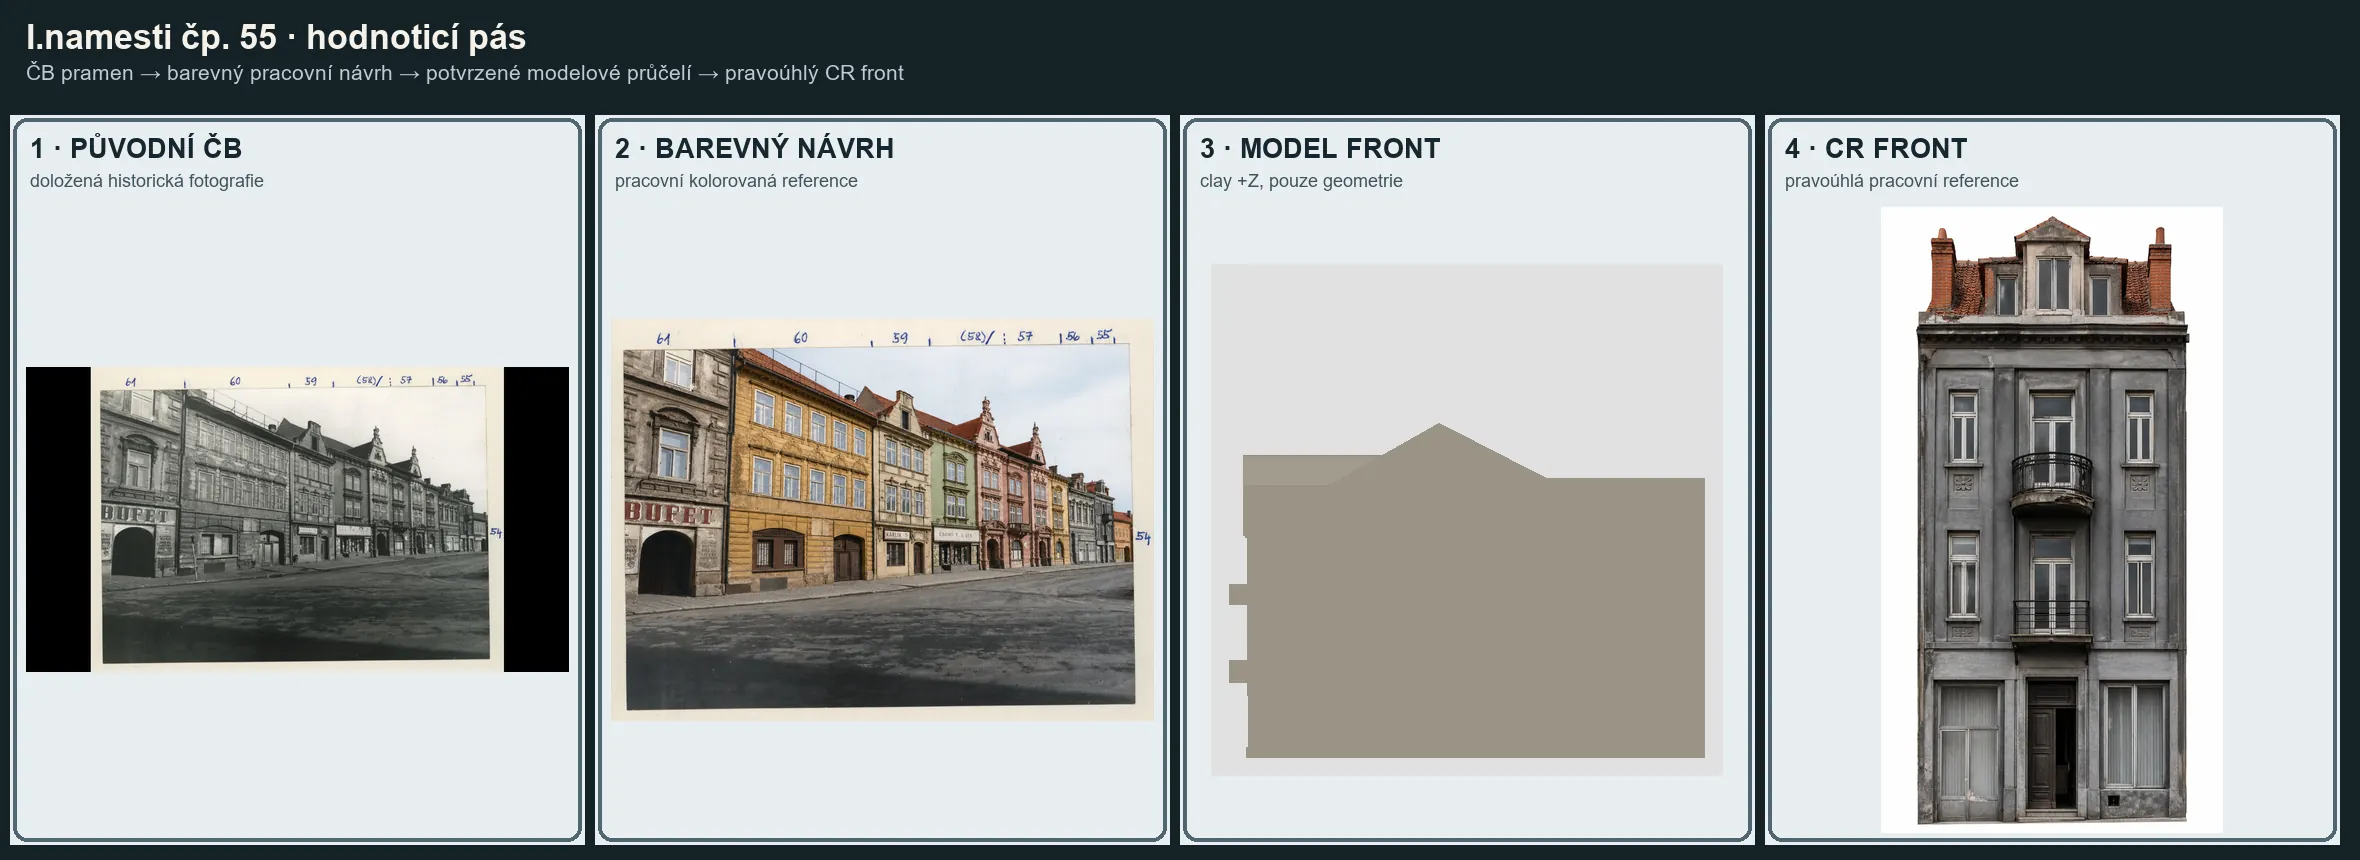 I.namesti čp. 55 · hodnoticí pás
ČB pramen → barevný pracovní návrh → potvrzené modelové průčelí → pravoúhlý CR front
1 · PŮVODNÍ ČB
doložená historická fotografie
61 60 59 (58)/ 57 56 55
BUFET
54
2 · BAREVNÝ NÁVRH
pracovní kolorovaná reference
61 60 59 (58)/ 57 56 55
BUFET
54
3 · MODEL FRONT
clay +Z, pouze geometrie
4 · CR FRONT
pravoúhlá pracovní reference